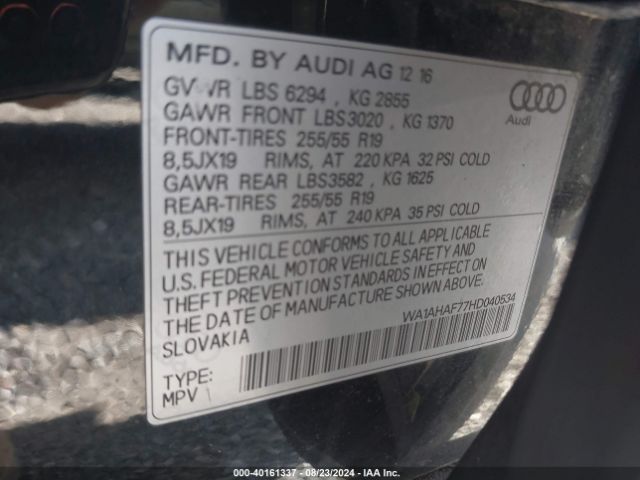 MFD. BY AUDI AG 12 16
GVWR LBS 6294 , KG 2855
GAWR FRONT LBS3020 , KG 1370
FRONT-TIRES 255/55 R19
8,5JX19 RIMS, AT 220 KPA 32 PSI COLD
GAWR REAR LBS3582 , KG 1625
REAR-TIRES 255/55 R19
8,5JX19 RIMS, AT 240 KPA 35 PSI COLD
Audi
THIS VEHICLE CONFORMS TO ALL APPLICABLE
U.S. FEDERAL MOTOR VEHICLE SAFETY AND
THEFT PREVENTION STANDARDS IN EFFECT ON
THE DATE OF MANUFACTURE SHOWN ABOVE.
SLOVAKIA
WA1AHAF77HD040534
TYPE:
MPV
000-40161337 - 08/23/2024 - IAA Inc.